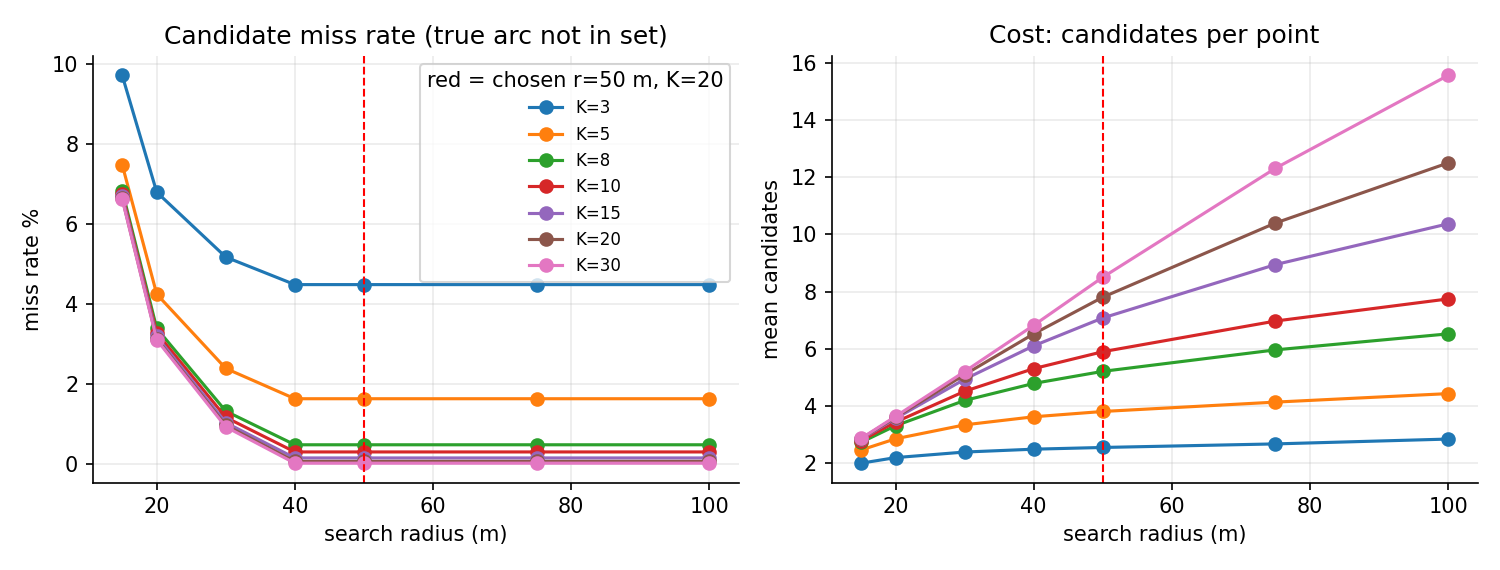 Candidate miss rate (true arc not in set)
miss rate %
10
8
6
4
2
0
red = chosen r=50 m, K=20
K=3
K=5
K=8
K=10
K=15
K=20
K=30
20 40 60 80 100
search radius (m)
Cost: candidates per point
mean candidates
16
14
12
10
8
6
4
2
20 40 60 80 100
search radius (m)